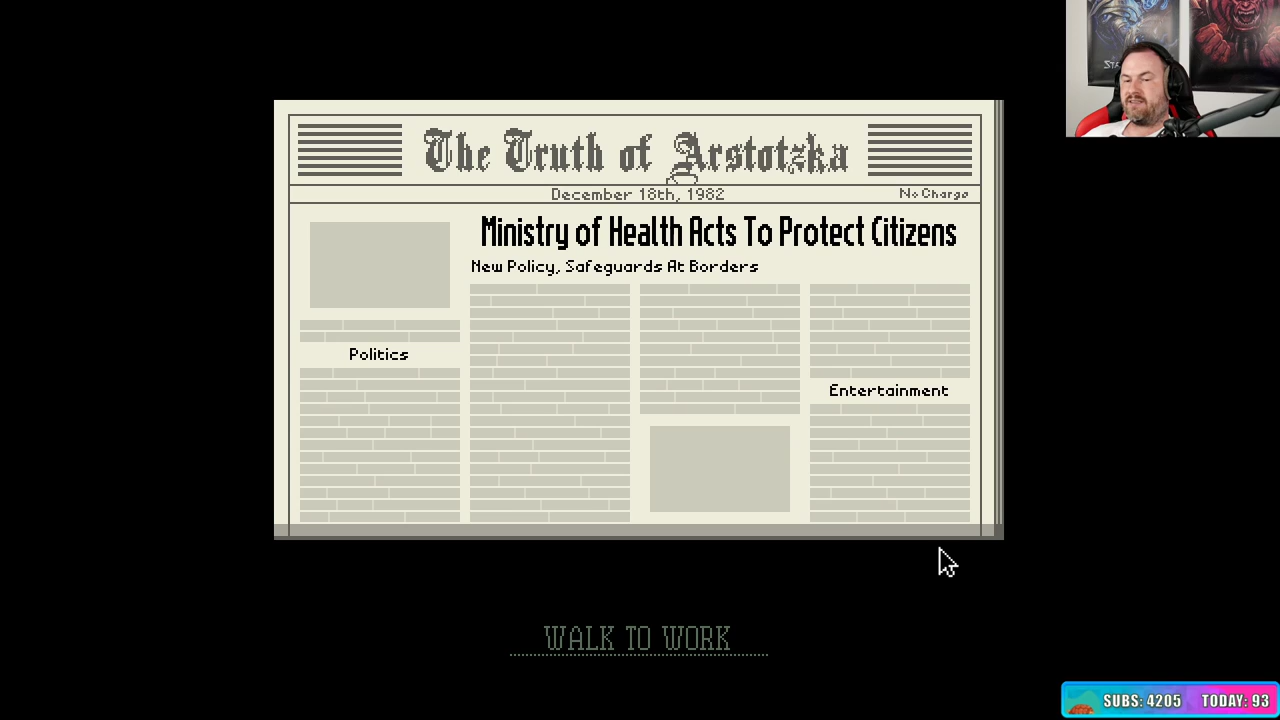 The Truth of Arstotzka
December 18th, 1982
No Charge
Ministry of Health Acts To Protect Citizens
New Policy, Safeguards At Borders
Politics
Entertainment
WALK TO WORK
SUBS: 4205 TODAY: 93